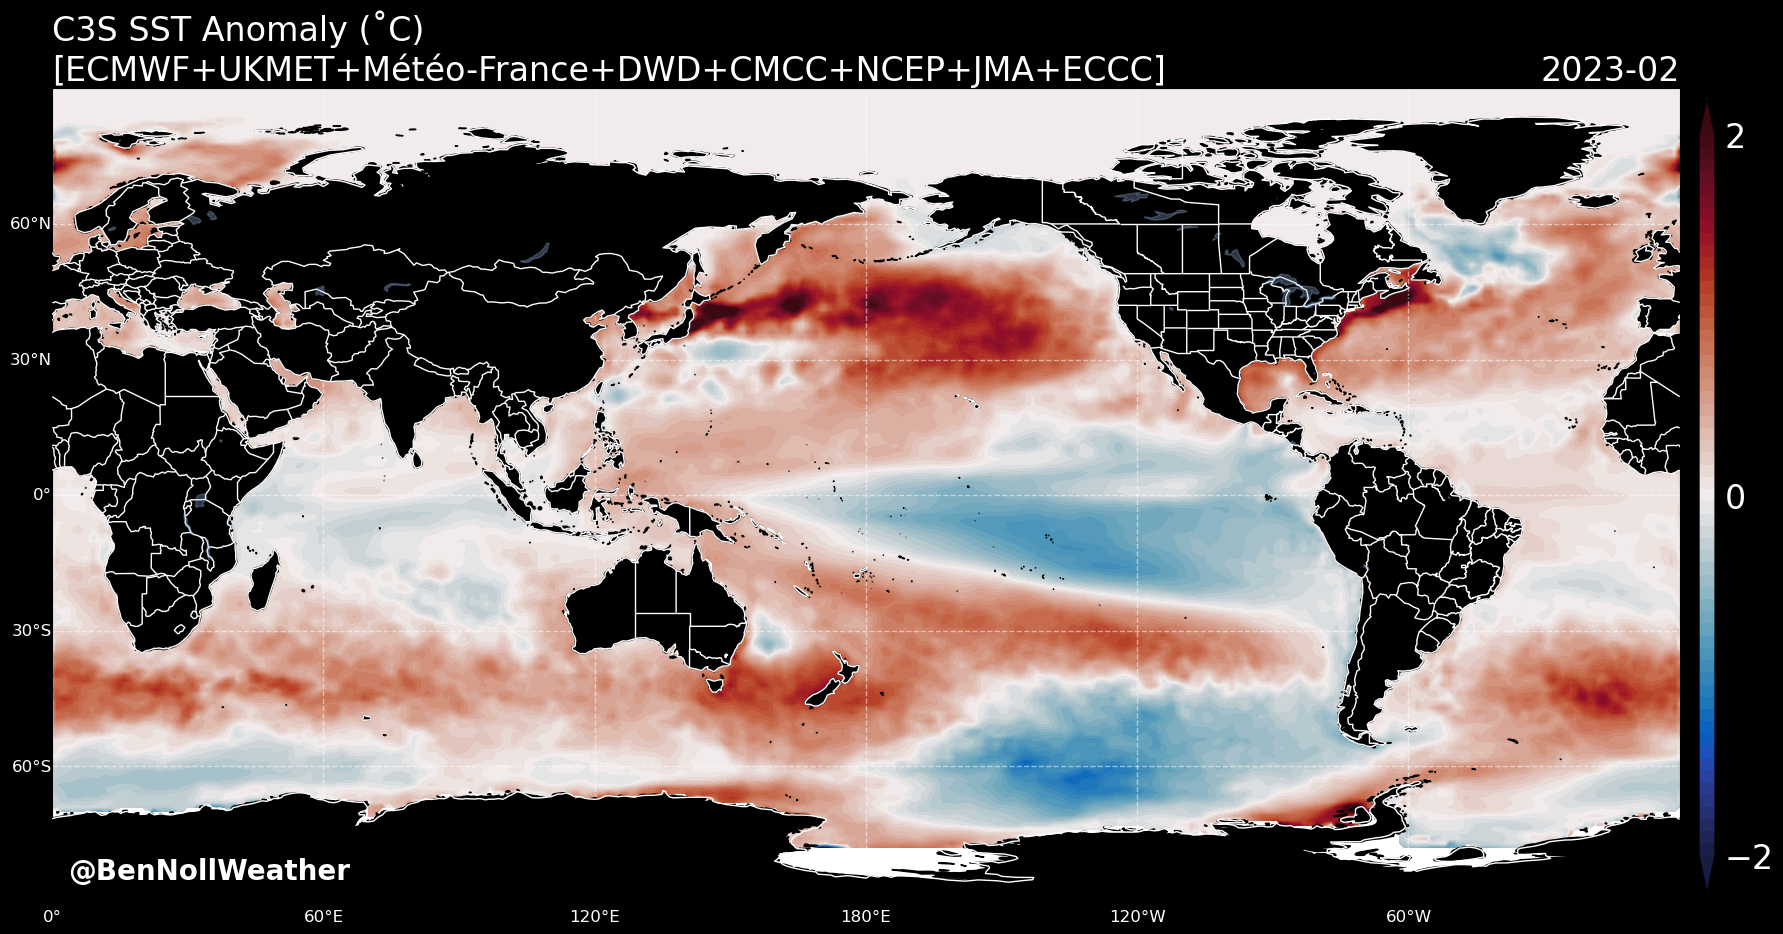 C3S SST Anomaly (˚C)
[ECMWF+UKMET+Météo-France+DWD+CMCC+NCEP+JMA+ECCC]
2023-02
2
0
−2
60°N
30°N
0°
30°S
60°S
@BenNollWeather
0°
60°E
120°E
180°E
120°W
60°W